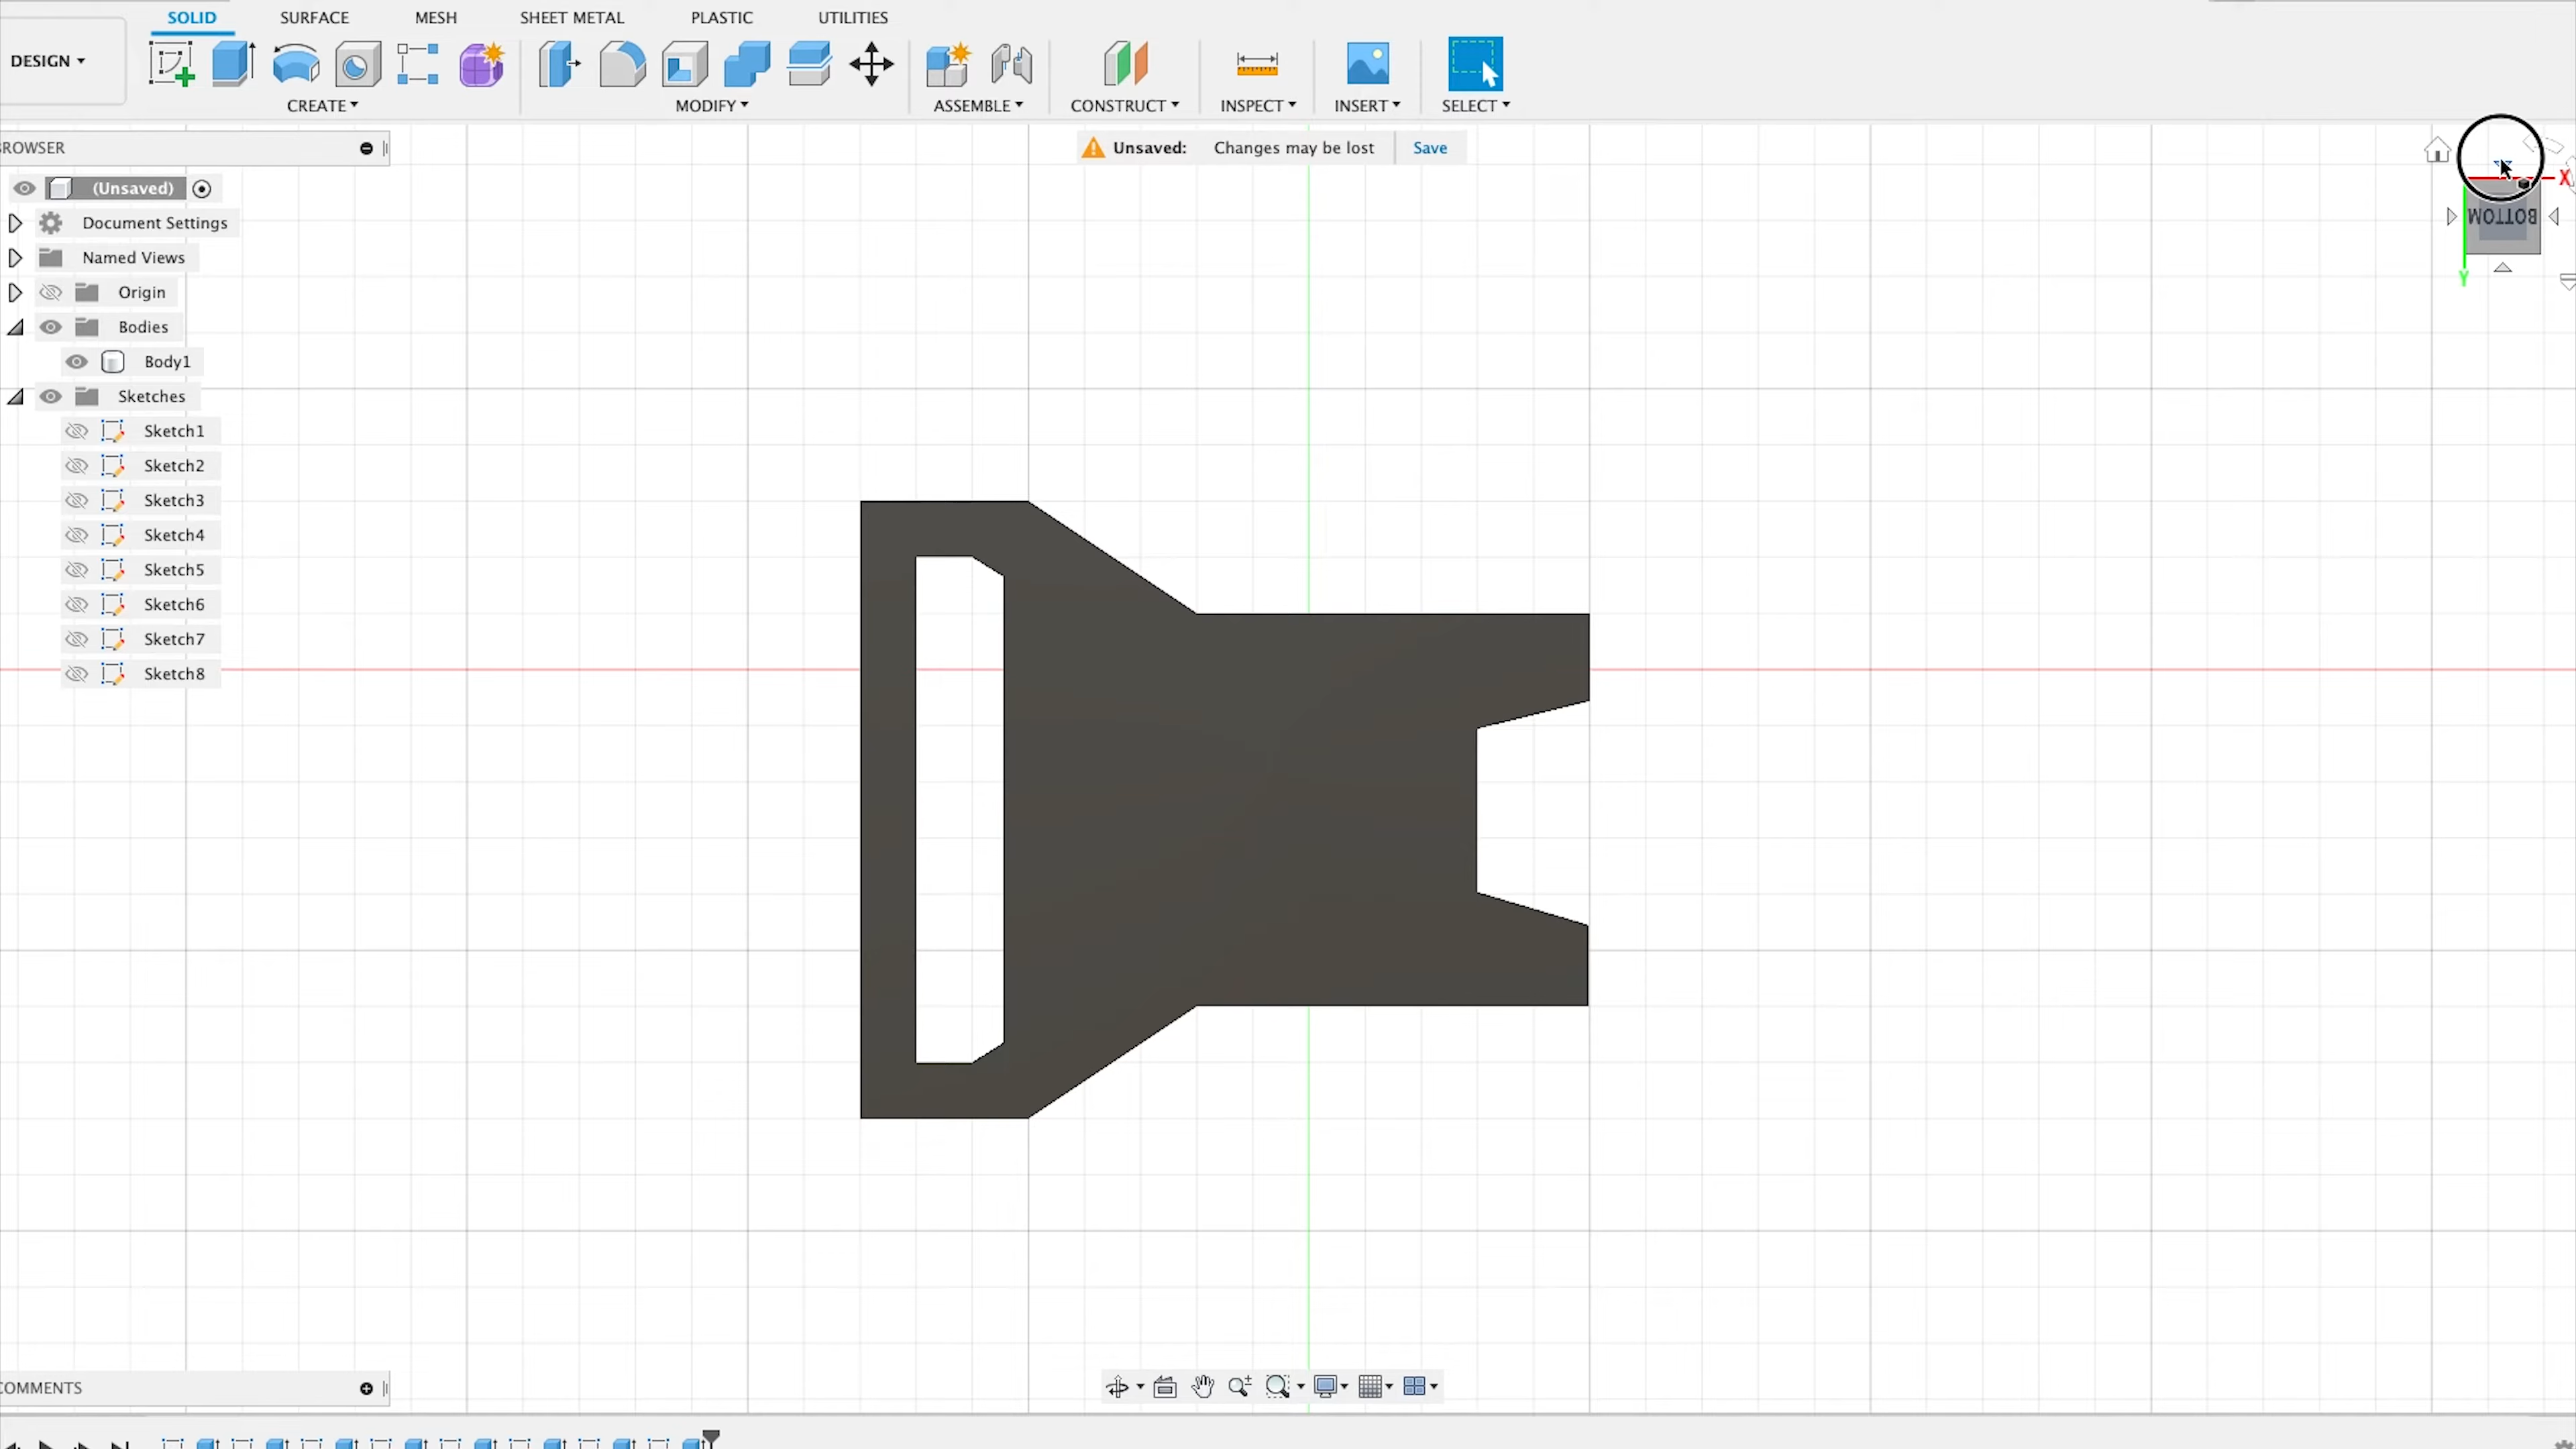 SOLID SURFACE MESH SHEET METAL PLASTIC UTILITIES
DESIGN
CREATE MODIFY ASSEMBLE CONSTRUCT INSPECT INSERT SELECT
BROWSER
Unsaved: Changes may be lost Save
(Unsaved)
X
Document Settings
BOTTOM
Named Views
Y
Origin
Bodies
Body1
Sketches
Sketch1
Sketch2
Sketch3
Sketch4
Sketch5
Sketch6
Sketch7
Sketch8
COMMENTS